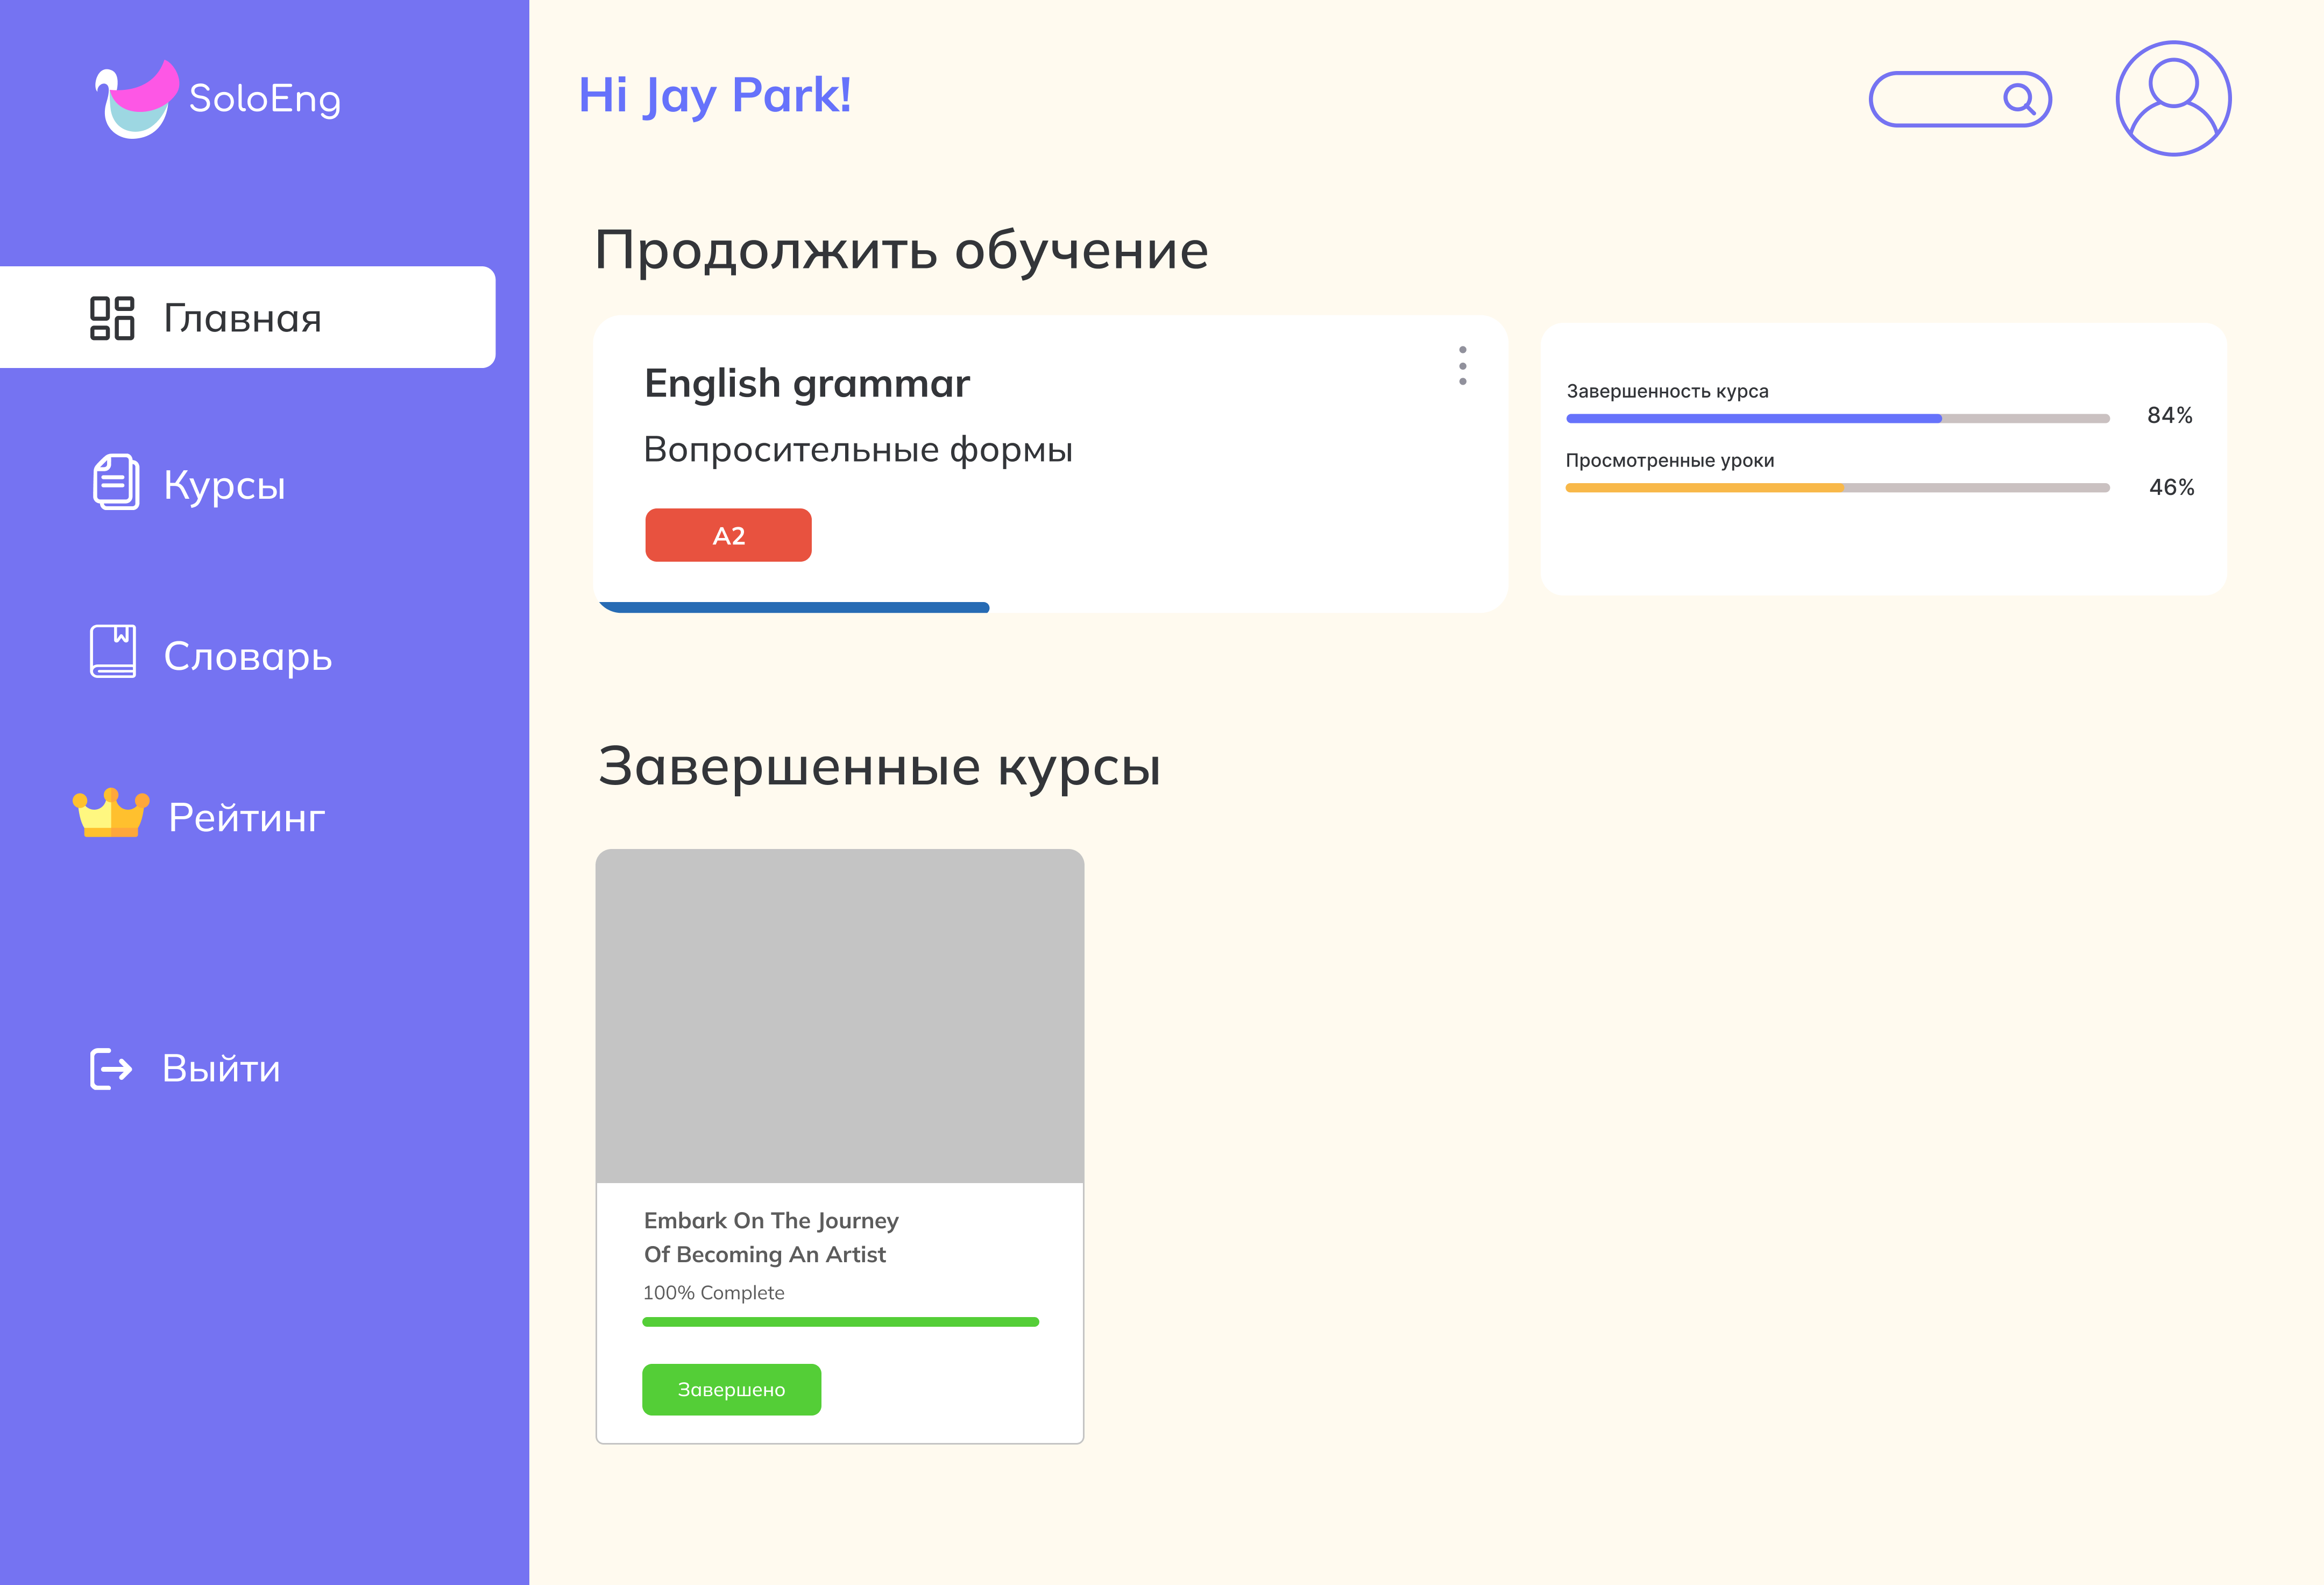 SoloEng
Hi Jay Park!
Главная
Курсы
Словарь
Рейтинг
Выйти
Продолжить обучение
English grammar
Вопросительные формы
A2
Завершенность курса
84%
Просмотренные уроки
46%
Завершенные курсы
Embark On The Journey
Of Becoming An Artist
100% Complete
Завершено